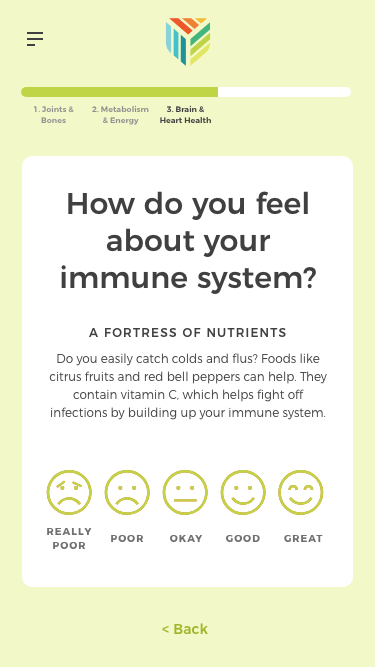 1. Joints &
Bones
2. Metabolism
& Energy
3. Brain &
Heart Health
How do you feel
about your
immune system?
A FORTRESS OF NUTRIENTS
Do you easily catch colds and flus? Foods like
citrus fruits and red bell peppers can help. They
contain vitamin C, which helps fight off
infections by building up your immune system.
REALLY
POOR
POOR
OKAY
GOOD
GREAT
< Back